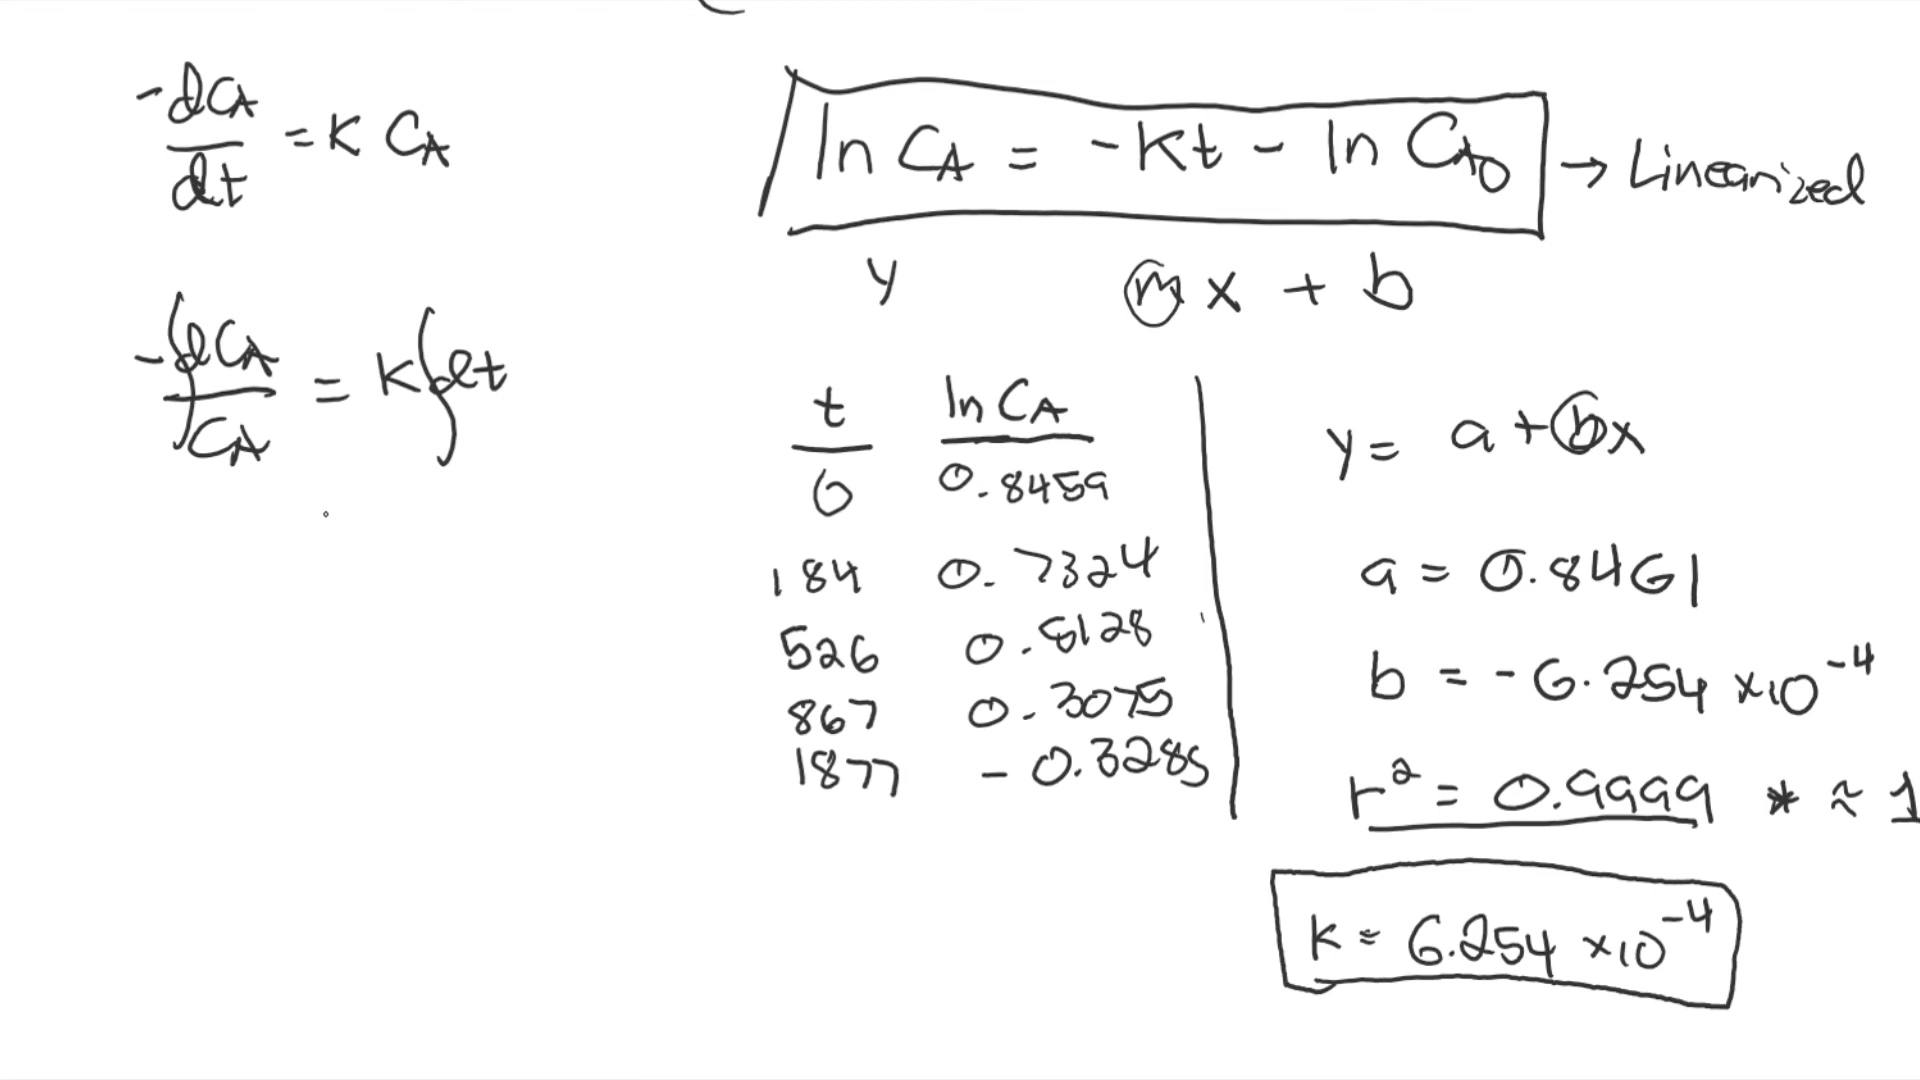 -dCA/dt = K CA
-∫dCA/CA = K∫dt
ln CA = -Kt - ln CAo → Linearized
y m x + b
t ln CA
0 0.8459
184 0.7324
526 0.5128
867 0.3075
1877 -0.3285
y = a + bx
a = 0.8461
b = -6.254 x10^-4
r² = 0.9999 * ≈ 1
K = 6.254 x10^-4